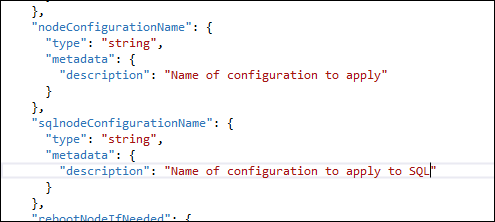 },
"nodeConfigurationName": {
"type": "string",
"metadata": {
"description": "Name of configuration to apply"
}
},
"sqlnodeConfigurationName": {
"type": "string",
"metadata": {
"description": "Name of configuration to apply to SQL"
}
},
"rebootNodeIfNeeded": {